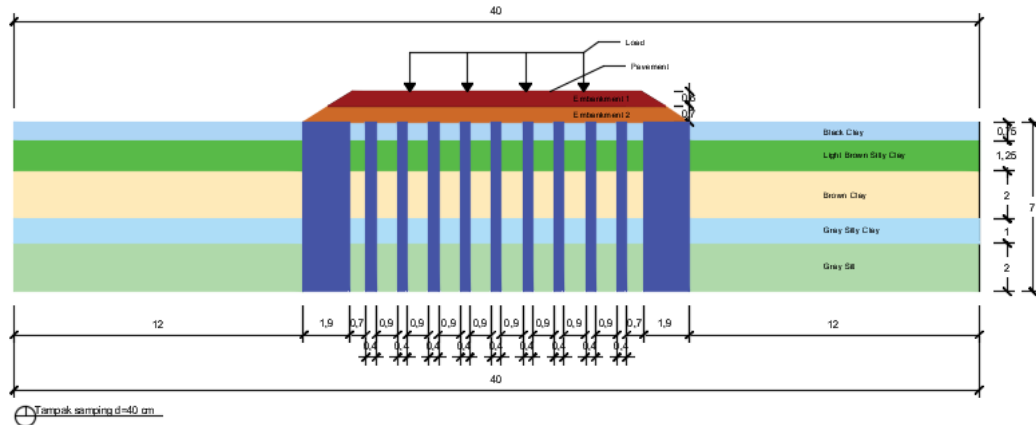 40
Load
Pavement
Embankment 1
Embankment 2
0,7
Black Clay
0,75
Light Brown Silty Clay
1,25
Brown Clay
2
7
Grey Silty Clay
1
Grey Silt
2
12 1,9 0,7 0,9 0,9 0,9 0,9 0,9 0,9 0,9 0,9 0,7 1,9 12
0,4 0,4 0,4 0,4 0,4 0,4 0,4 0,4 0,4
40
1 Tampak samping d=40 cm